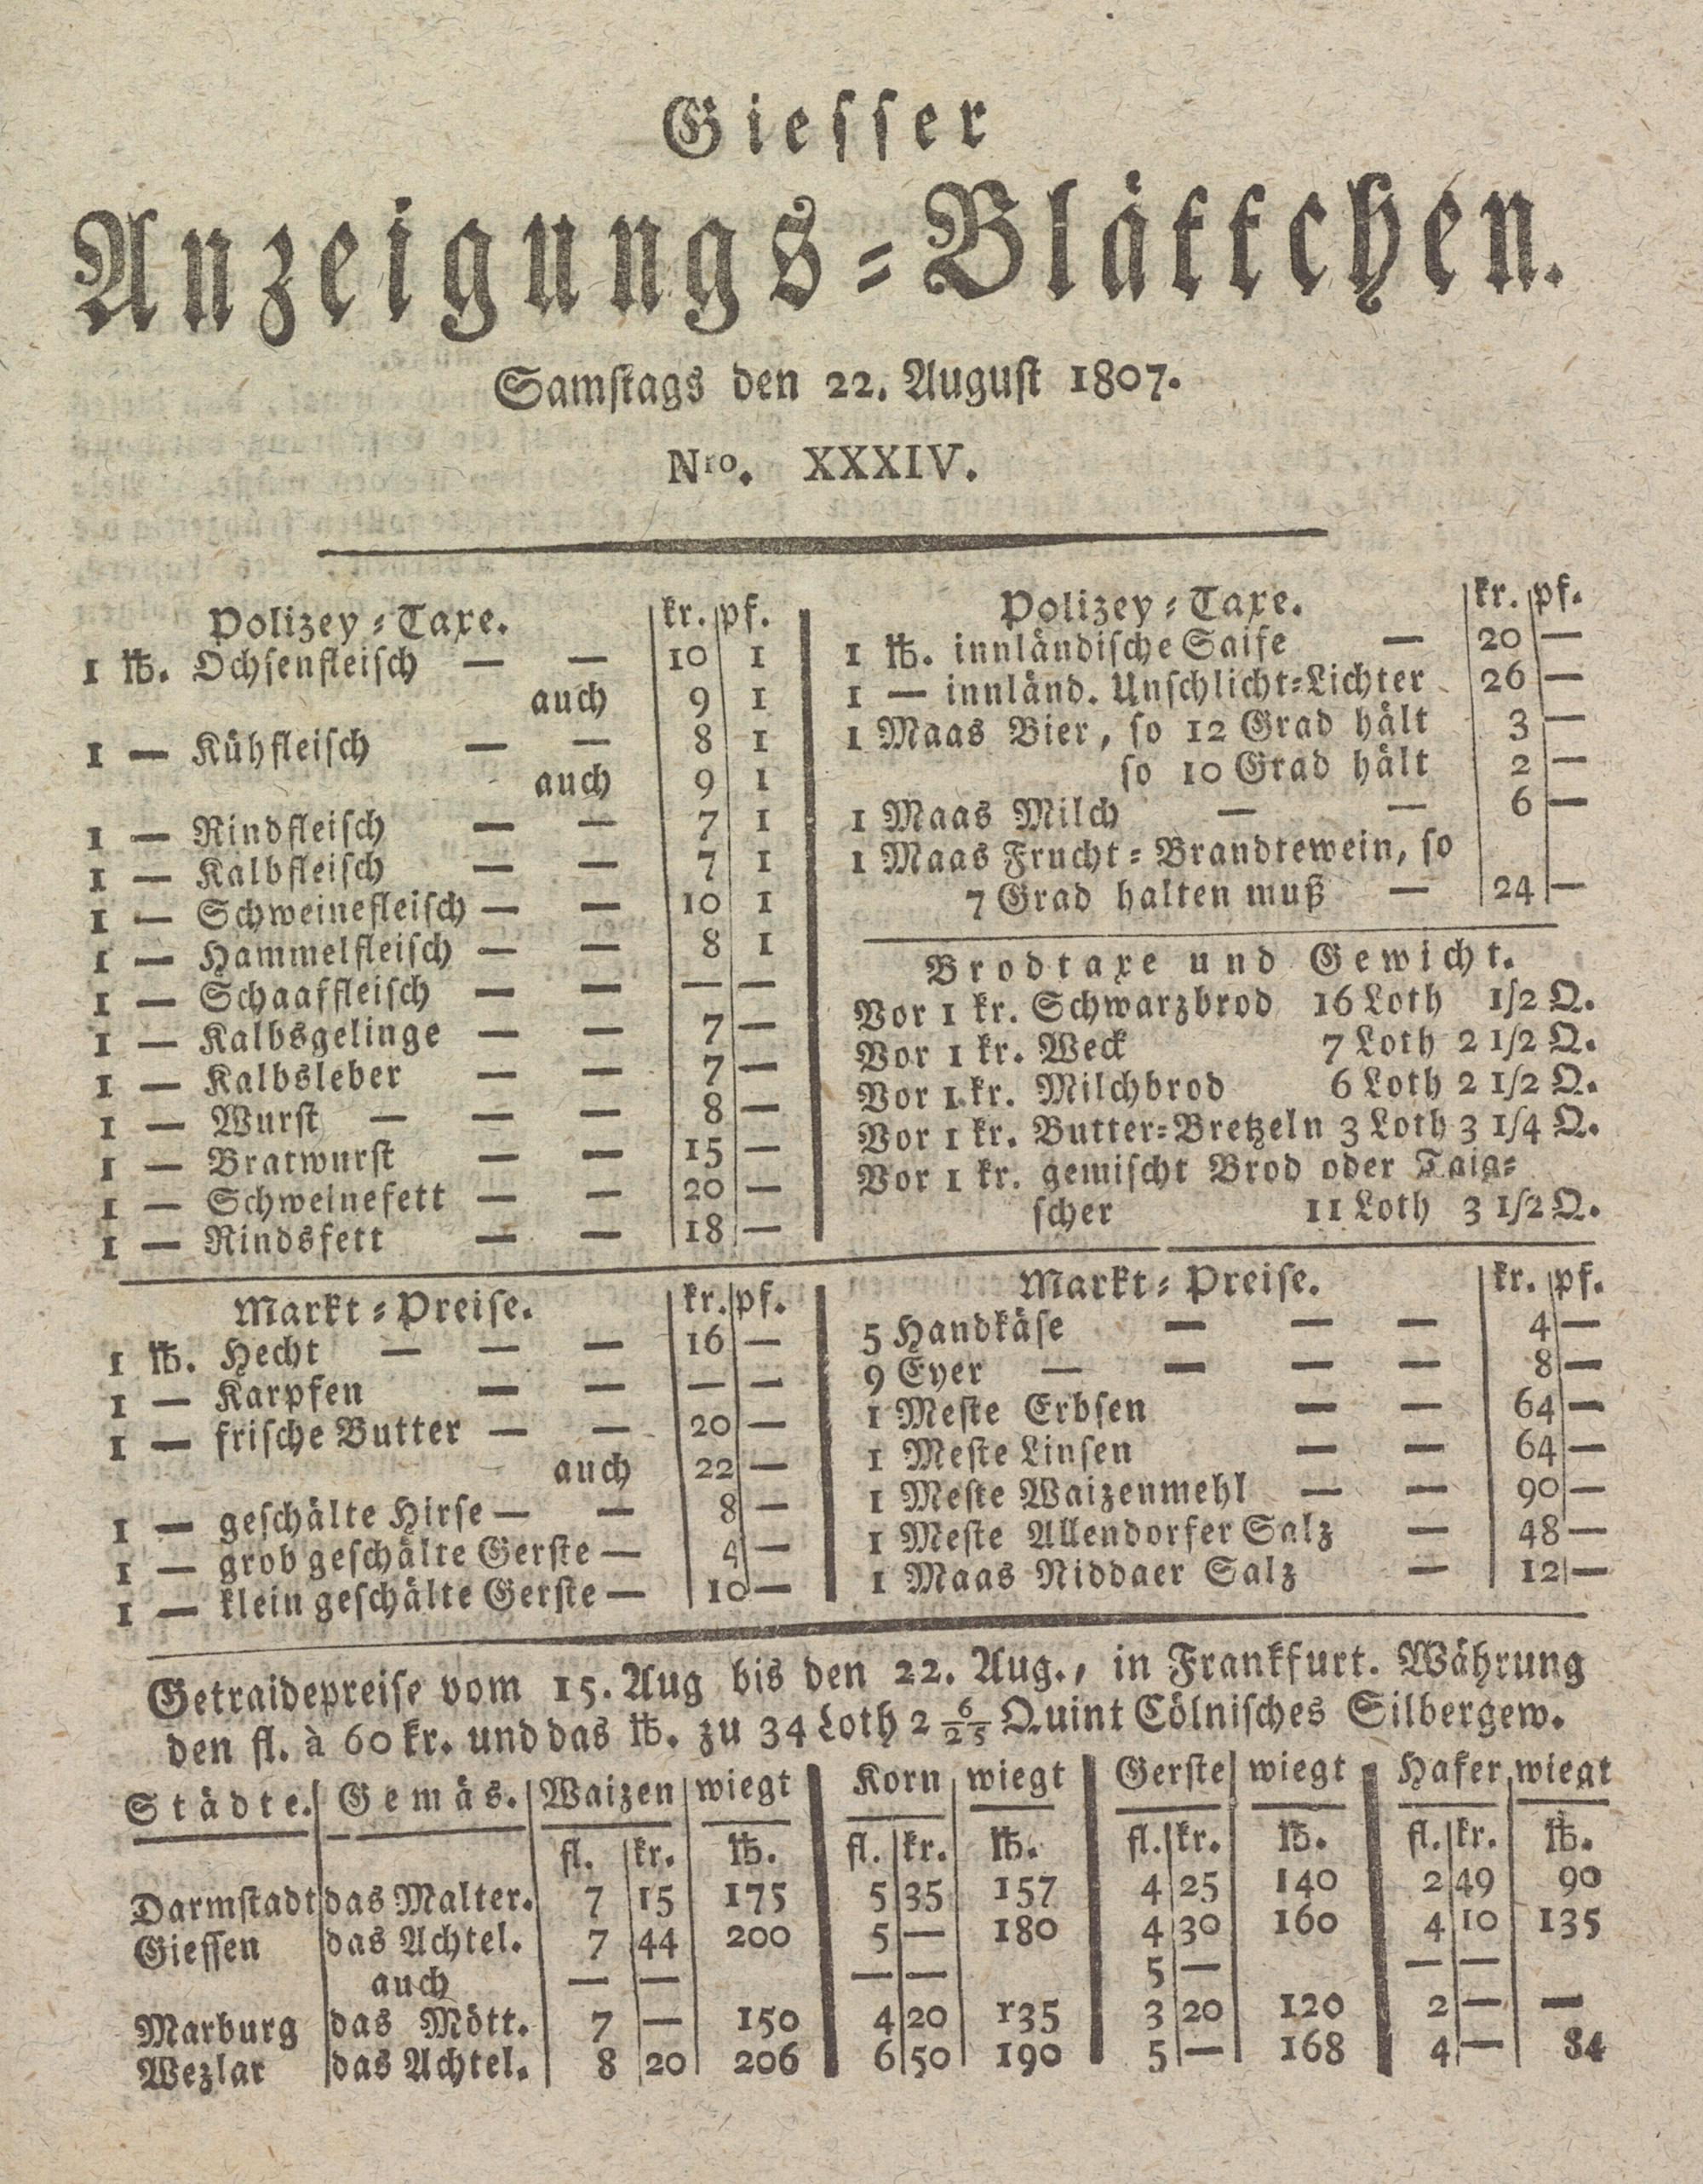 Giesser
Anzeigungs-Blättchen.
Samstags den 22. August 1807.
Nro. XXXIV.
Polizey-Taxe. kr. pf.
1 ℔. Ochsenfleisch — — 10 1
auch 9 1
1 — Kühfleisch — — 8 1
auch 9 1
1 — Rindfleisch — — 7 1
1 — Kalbfleisch — — 7 1
1 — Schweinefleisch — — 10 1
1 — Hammelfleisch — — 8 1
1 — Schaaffleisch — — — —
1 — Kalbsgelinge — — 7 —
1 — Kalbsleber — — 7 —
1 — Wurst — — — 8 —
1 — Bratwurst — — 15 —
1 — Schweinefett — — 20 —
1 — Rindsfett — — 18 —
Polizey-Taxe. kr. pf.
1 ℔. innländische Saife — 20 —
1 — innländ. Unschlicht-Lichter 26 —
1 Maas Bier, so 12 Grad hält 3 —
so 10 Grad hält 2 —
1 Maas Milch — — 6 —
1 Maas Frucht-Brandtewein, so
7 Grad halten muß — 24 —
Brodtaxe und Gewicht.
Vor 1 kr. Schwarzbrod 16 Loth 1/2 Q.
Vor 1 kr. Weck 7 Loth 2 1/2 Q.
Vor 1 kr. Milchbrod 6 Loth 2 1/2 Q.
Vor 1 kr. Butter-Bretzeln 3 Loth 3 1/4 Q.
Vor 1 kr. gemischt Brod oder Taig-
scher 11 Loth 3 1/2 Q.
Markt-Preise. kr. pf.
1 ℔. Hecht — — — 16 —
1 — Karpfen — — — —
1 — frische Butter — — 20 —
auch 22 —
1 — geschälte Hirse — — 8 —
1 — grob geschälte Gerste — 4 —
1 — klein geschälte Gerste — 10 —
Markt-Preise. kr. pf.
5 Handkäse — — — 4 —
9 Eyer — — — — 8 —
1 Meste Erbsen — — 64 —
1 Meste Linsen — — 64 —
1 Meste Waizenmehl — — 90 —
1 Meste Allendorfer Salz — 48 —
1 Maas Niddaer Salz — 12 —
Getraidepreise vom 15. Aug bis den 22. Aug., in Frankfurt. Währung
den fl. à 60 kr. und das ℔. zu 34 Loth 2 6/25 Quint Cölnisches Silbergew.
Städte. Gemäs. Waizen wiegt Korn wiegt Gerste wiegt Hafer wiegt
fl. kr. ℔. fl. kr. ℔. fl. kr. ℔. fl. kr. ℔.
Darmstadt das Malter. 7 15 175 5 35 157 4 25 140 2 49 90
Giessen das Achtel. 7 44 200 5 — 180 4 30 160 4 10 135
auch — — — — 5 — — —
Marburg das Mött. 7 — 150 4 20 135 3 20 120 2 — —
Wezlar das Achtel. 8 20 206 6 50 190 5 — 168 4 — 84